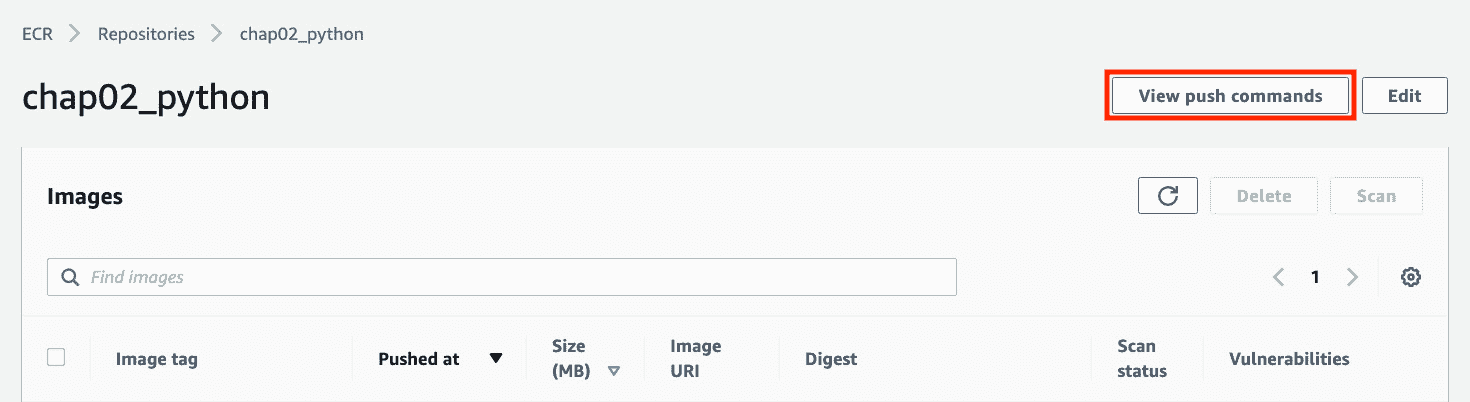 ECR > Repositories > chap02_python
chap02_python
View push commands
Edit
Images
Delete
Scan
Find images
1
Image tag
Pushed at
Size
(MB)
Image
URI
Digest
Scan
status
Vulnerabilities